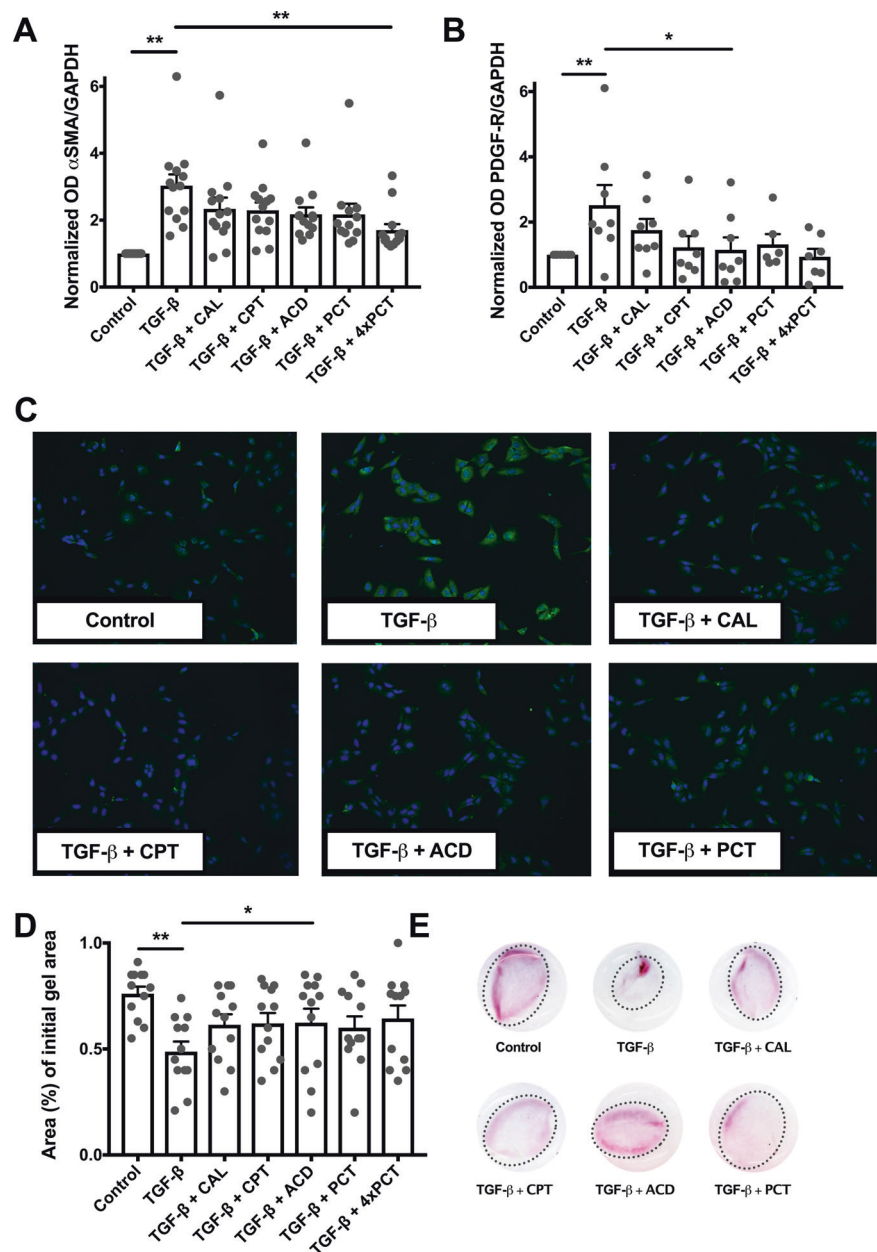 A
**
**
Normalized OD αSMA/GAPDH
6
4
2
0
Control
TGF-β
TGF-β + CAL
TGF-β + CPT
TGF-β + ACD
TGF-β + PCT
TGF-β + 4xPCT
B
*
**
Normalized OD PDGF-R/GAPDH
6
4
2
0
Control
TGF-β
TGF-β + CAL
TGF-β + CPT
TGF-β + ACD
TGF-β + PCT
TGF-β + 4xPCT
C
Control
TGF-β
TGF-β + CAL
TGF-β + CPT
TGF-β + ACD
TGF-β + PCT
D
*
**
Area (%) of initial gel area
1.0
0.5
0.0
Control
TGF-β
TGF-β + CAL
TGF-β + CPT
TGF-β + ACD
TGF-β + PCT
TGF-β + 4xPCT
E
Control
TGF-β
TGF-β + CAL
TGF-β + CPT
TGF-β + ACD
TGF-β + PCT